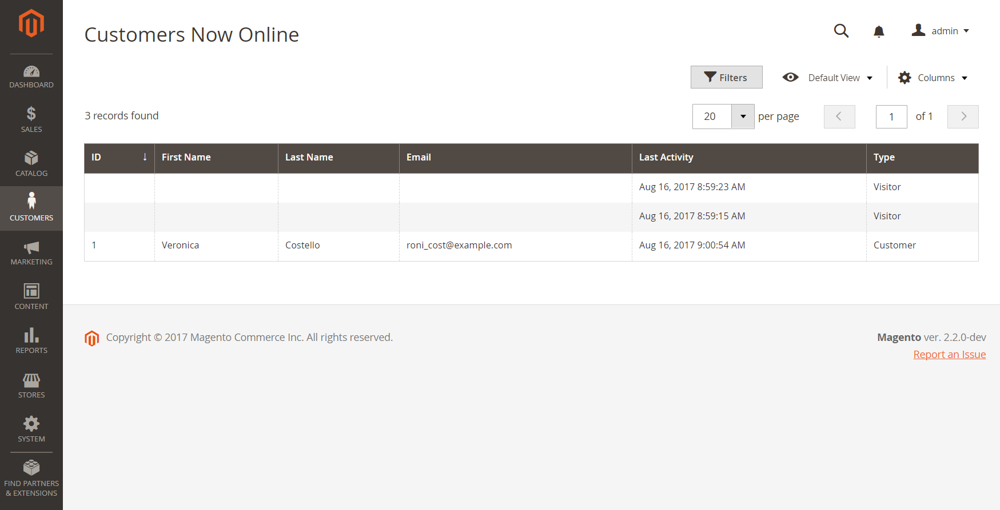 Customers Now Online
admin
DASHBOARD
SALES
CATALOG
CUSTOMERS
MARKETING
CONTENT
REPORTS
STORES
SYSTEM
FIND PARTNERS
& EXTENSIONS
Filters
Default View
Columns
3 records found
20 per page 1 of 1
ID ↓ First Name Last Name Email Last Activity Type
Aug 16, 2017 8:59:23 AM Visitor
Aug 16, 2017 8:59:15 AM Visitor
1 Veronica Costello roni_cost@example.com Aug 16, 2017 9:00:54 AM Customer
Copyright © 2017 Magento Commerce Inc. All rights reserved.
Magento ver. 2.2.0-dev
Report an Issue